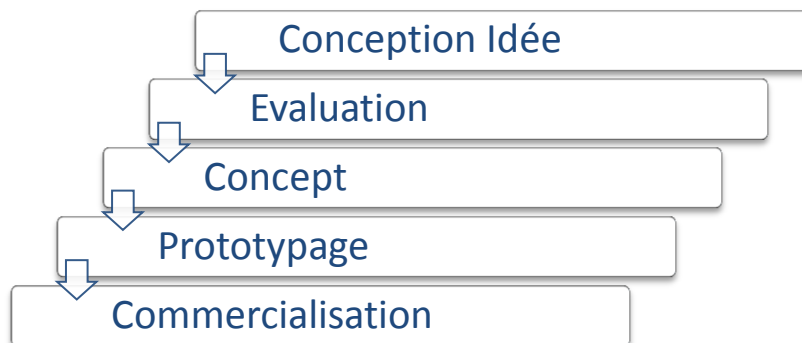 Conception Idée
Evaluation
Concept
Prototypage
Commercialisation